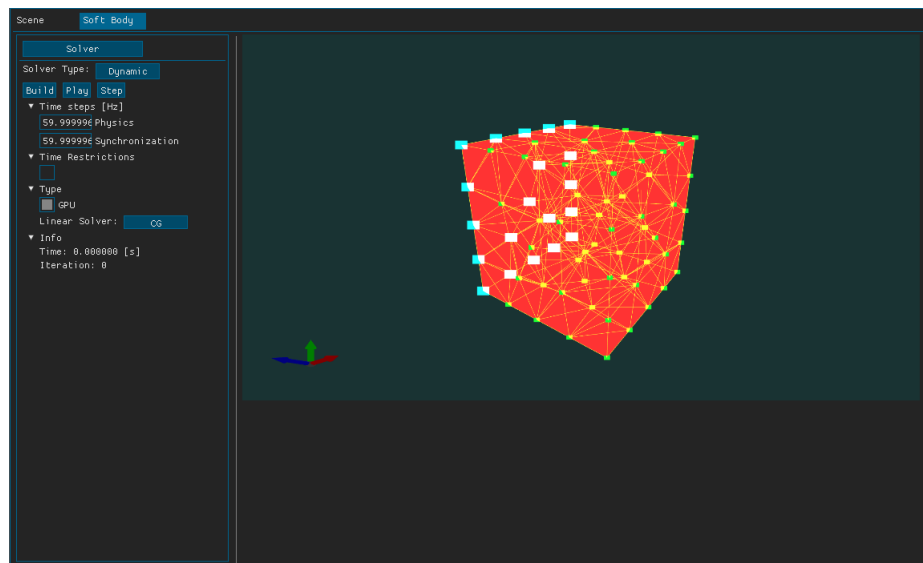 Scene Soft Body
Solver
Solver Type: Dynamic
Build Play Step
▼ Time steps [Hz]
59.999996 Physics
59.999996 Synchronization
▼ Time Restrictions
▼ Type
GPU
Linear Solver: CG
▼ Info
Time: 0.000000 [s]
Iteration: 0